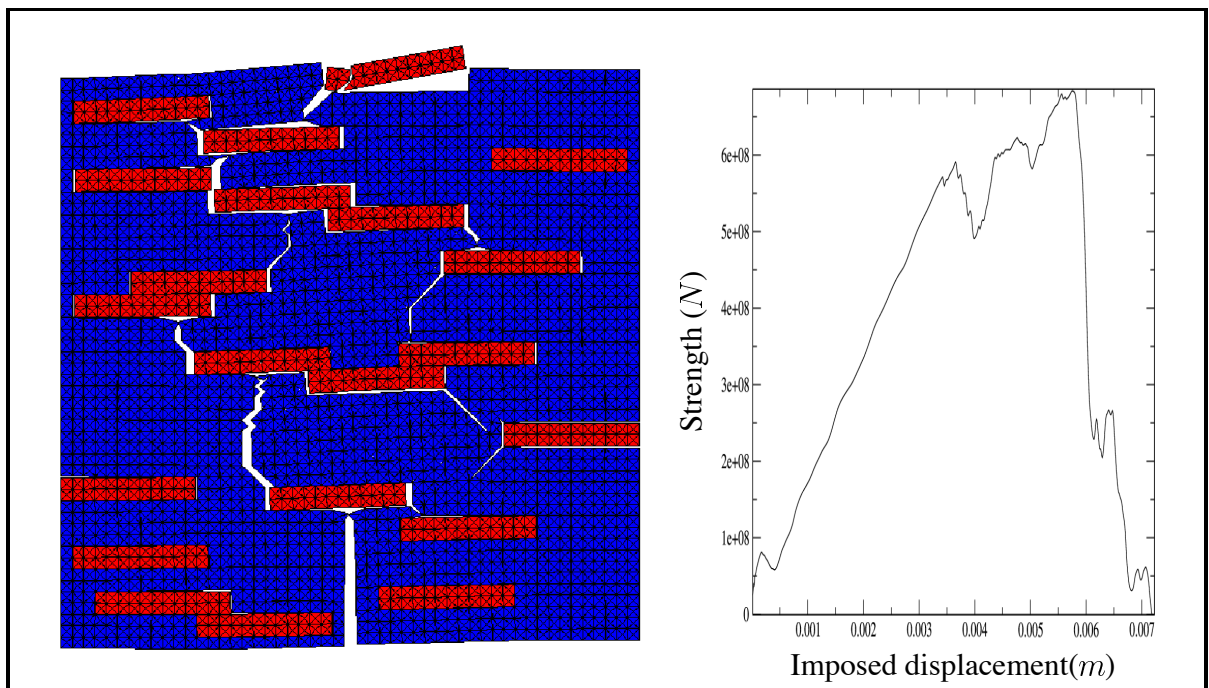 Strength (N)
6e+08
5e+08
4e+08
3e+08
2e+08
1e+08
0
0.001 0.002 0.003 0.004 0.005 0.006 0.007
Imposed displacement(m)